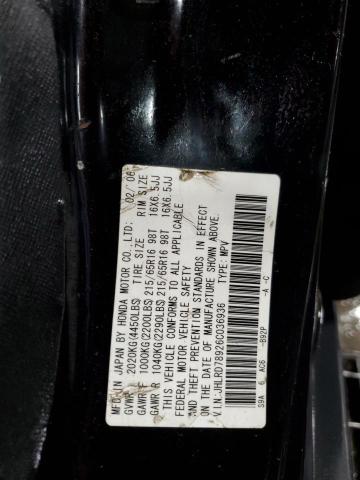 MFD. IN JAPAN BY HONDA MOTOR CO.,LTD: 02/06
GVWR 2020KG(4450LBS) TIRE SIZE RIM SIZE
GAWR F 1000KG(2200LBS) 215/65R16 98T 16X6.5JJ
GAWR R 1040KG(2290LBS) 215/65R16 98T 16X6.5JJ
THIS VEHICLE CONFORMS TO ALL APPLICABLE
FEDERAL MOTOR VEHICLE SAFETY
AND THEFT PREVENTION STANDARDS IN EFFECT
ON THE DATE OF MANUFACTURE SHOWN ABOVE.
V.I.N.:JHLRD78926C036936 TYPE:MPV
S9A 6 AC6 -B92P -A -C